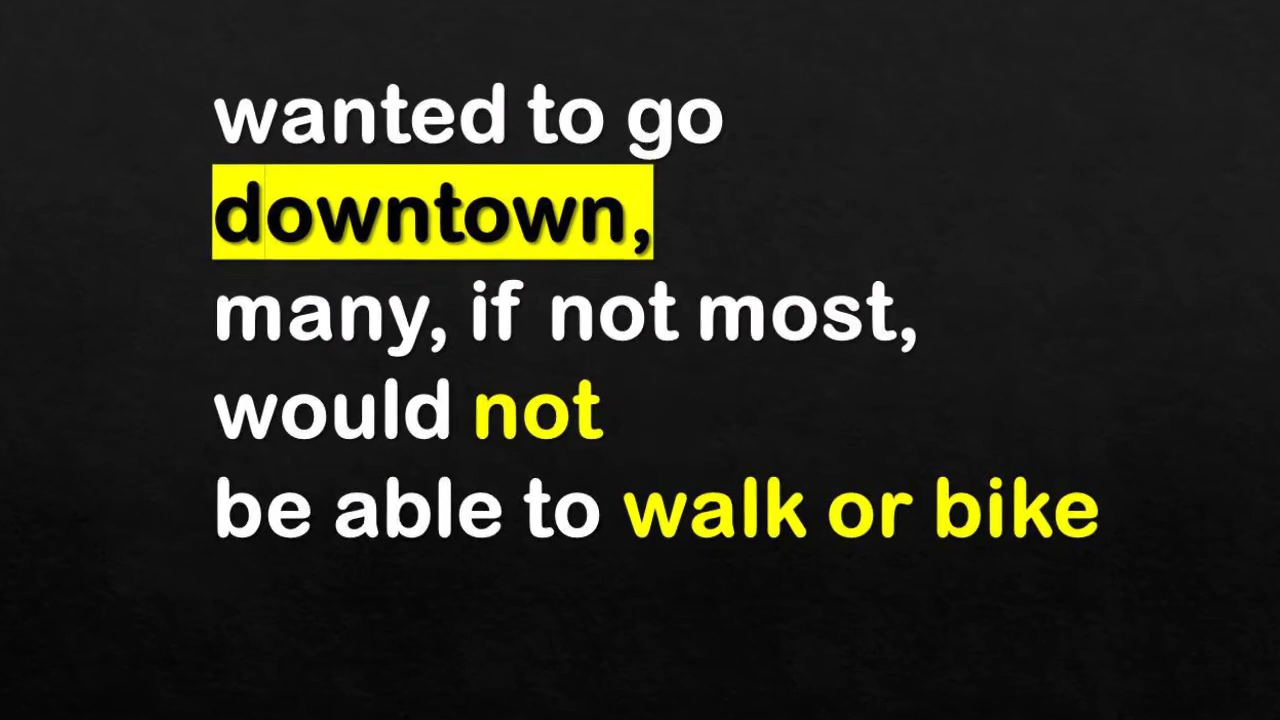 wanted to go
downtown,
many, if not most,
would not
be able to walk or bike